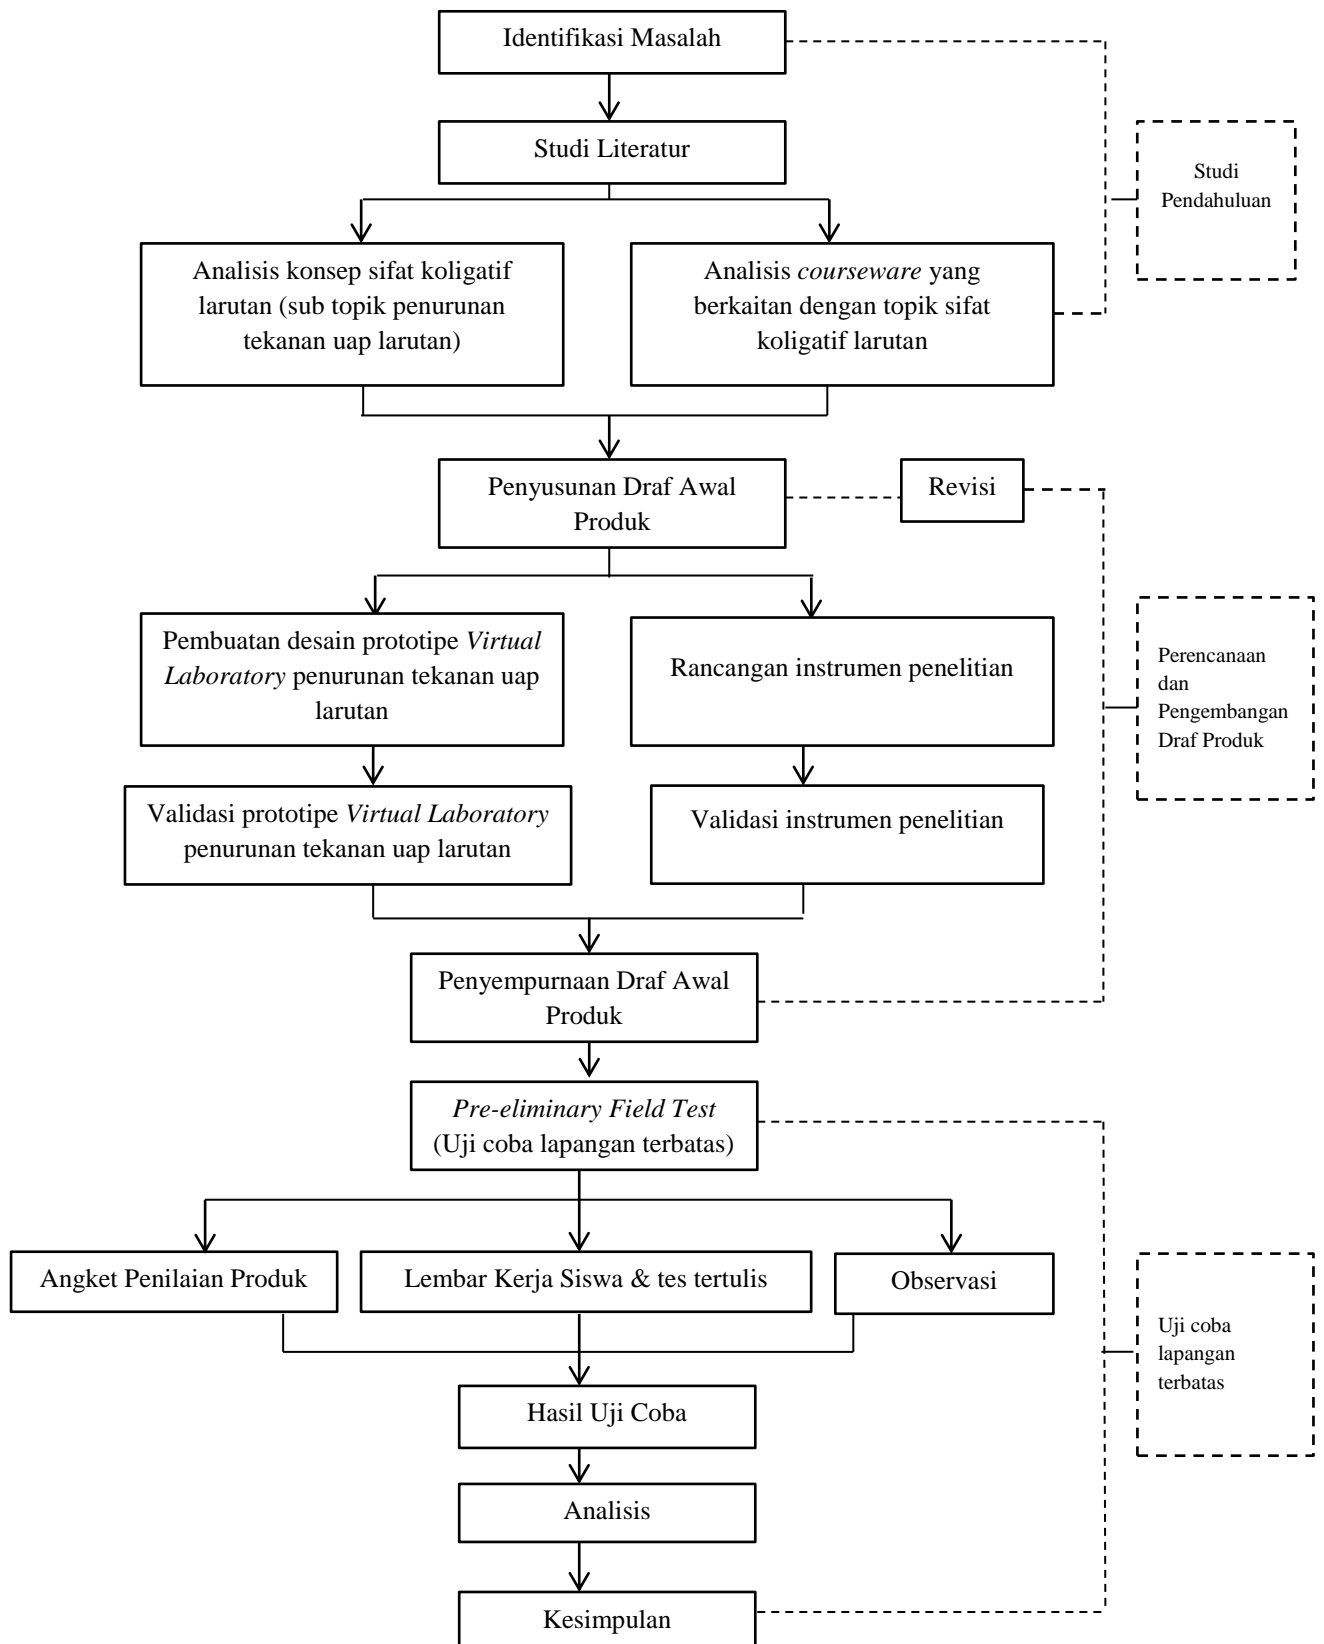 Identifikasi Masalah
Studi Literatur
Studi
Pendahuluan
Analisis konsep sifat koligatif
larutan (sub topik penurunan
tekanan uap larutan)
Analisis courseware yang
berkaitan dengan topik sifat
koligatif larutan
Penyusunan Draf Awal
Produk
Revisi
Pembuatan desain prototipe Virtual
Laboratory penurunan tekanan uap
larutan
Rancangan instrumen penelitian
Perencanaan
dan
Pengembangan
Draf Produk
Validasi prototipe Virtual Laboratory
penurunan tekanan uap larutan
Validasi instrumen penelitian
Penyempurnaan Draf Awal
Produk
Pre-eliminary Field Test
(Uji coba lapangan terbatas)
Angket Penilaian Produk
Lembar Kerja Siswa & tes tertulis
Observasi
Uji coba
lapangan
terbatas
Hasil Uji Coba
Analisis
Kesimpulan